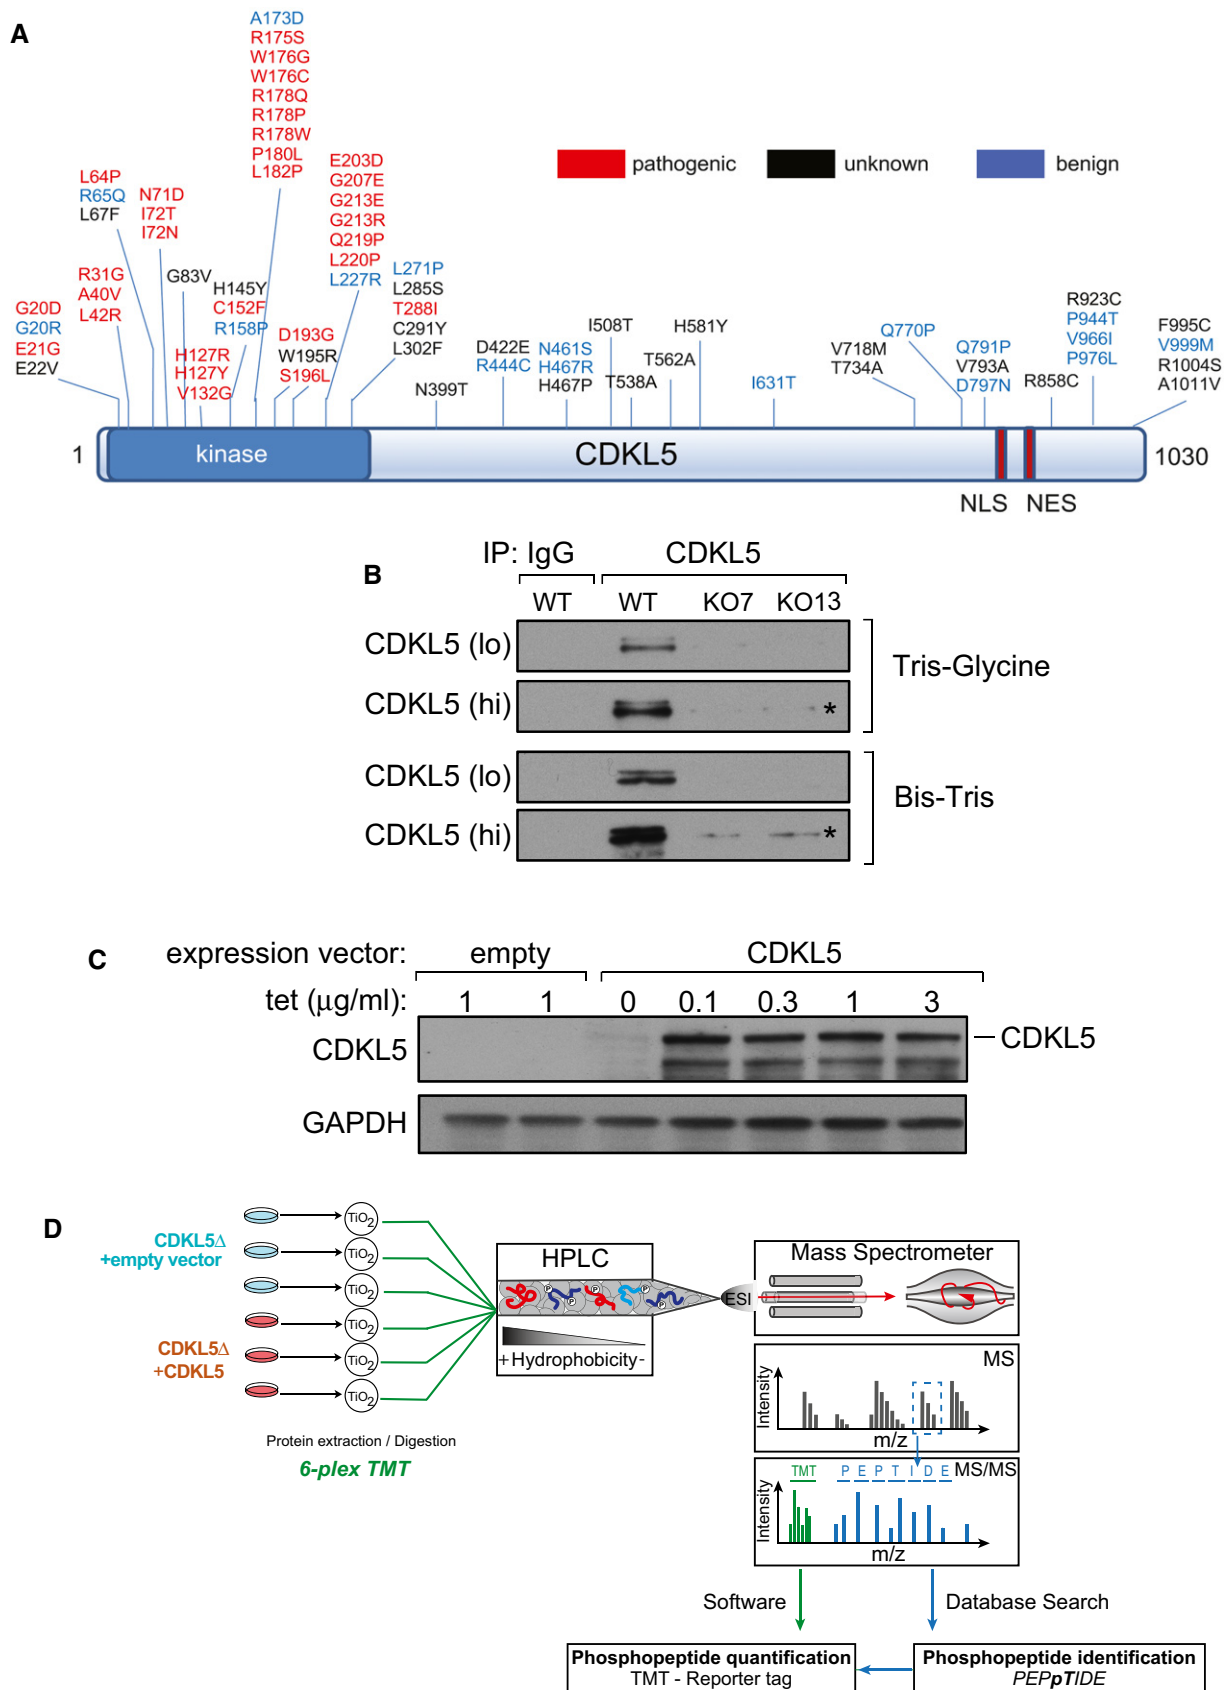 A
A173D
R175S
W176G
W176C
R178Q
R178P
R178W
P180L
L182P
E203D
G207E
G213E
G213R
Q219P
L220P
L227R
pathogenic
unknown
benign
L64P
R65Q
L67F
N71D
I72T
I72N
R31G
A40V
L42R
G83V
H145Y
C152F
R158P
G20D
G20R
E21G
E22V
H127R
H127Y
V132G
D193G
W195R
S196L
L271P
L285S
T288I
C291Y
L302F
N399T
D422E
R444C
N461S
H467R
H467P
I508T
T538A
T562A
H581Y
I631T
V718M
T734A
Q770P
Q791P
V793A
D797N
R858C
R923C
P944T
V966I
P976L
F995C
V999M
R1004S
A1011V
1 kinase CDKL5 1030
NLS NES
B
IP: IgG CDKL5
WT WT KO7 KO13
CDKL5 (lo)
CDKL5 (hi) *
Tris-Glycine
CDKL5 (lo)
CDKL5 (hi) *
Bis-Tris
C
expression vector: empty CDKL5
tet (μg/ml): 1 1 0 0.1 0.3 1 3
CDKL5
CDKL5
GAPDH
D
CDKL5Δ
+empty vector
CDKL5Δ
+CDKL5
TiO2
TiO2
TiO2
TiO2
TiO2
TiO2
Protein extraction / Digestion
6-plex TMT
HPLC
P P P P P
+Hydrophobicity-
ESI
Mass Spectrometer
MS
Intensity
m/z
TMT P E P T I D E MS/MS
Intensity
m/z
Software
Database Search
Phosphopeptide quantification
TMT - Reporter tag
Phosphopeptide identification
PEPpTIDE